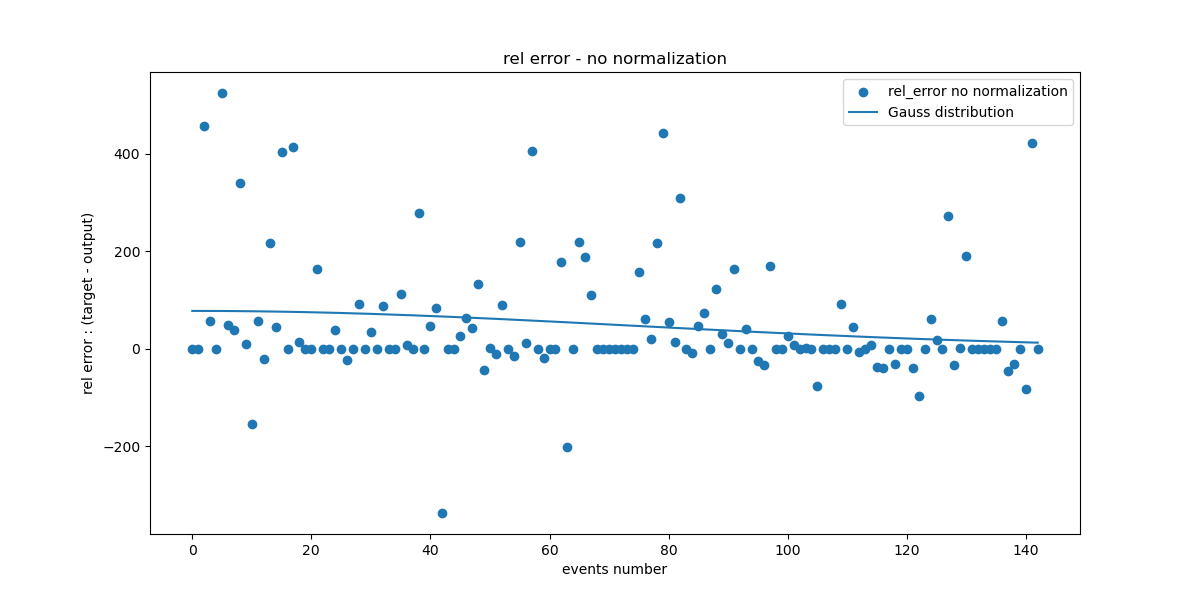 rel error - no normalization
rel_error no normalization
Gauss distribution
rel error : (target - output)
400
200
0
−200
0 20 40 60 80 100 120 140
events number